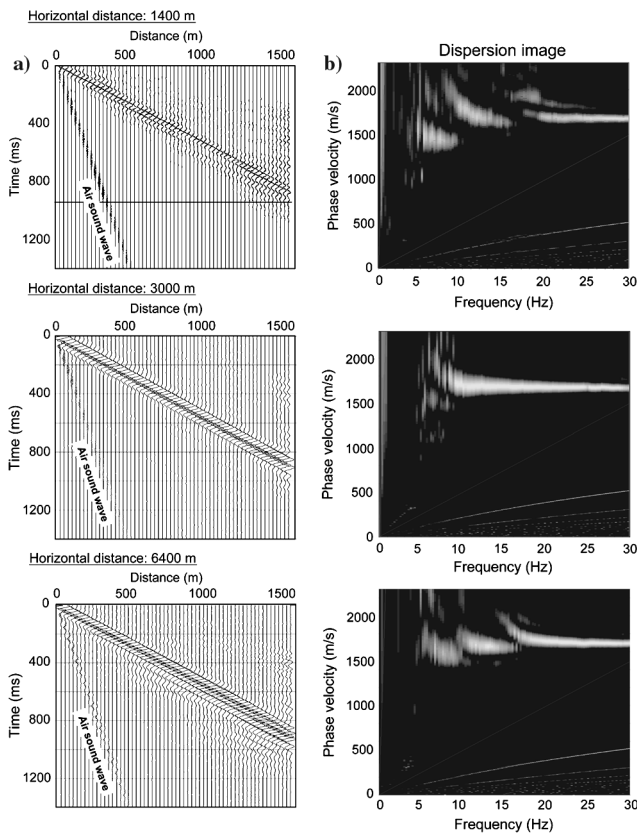 Horizontal distance: 1400 m
Distance (m)
0 500 1000 1500
a)
0
400
800
1200
Time (ms)
Air sound wave
b)
Dispersion image
2000
1500
1000
500
0
Phase velocity (m/s)
0 5 10 15 20 25 30
Frequency (Hz)
Horizontal distance: 3000 m
Distance (m)
0 500 1000 1500
0
400
800
1200
Time (ms)
Air sound wave
2000
1500
1000
500
0
Phase velocity (m/s)
0 5 10 15 20 25 30
Frequency (Hz)
Horizontal distance: 6400 m
Distance (m)
0 500 1000 1500
0
400
800
1200
Time (ms)
Air sound wave
2000
1500
1000
500
0
Phase velocity (m/s)
0 5 10 15 20 25 30
Frequency (Hz)